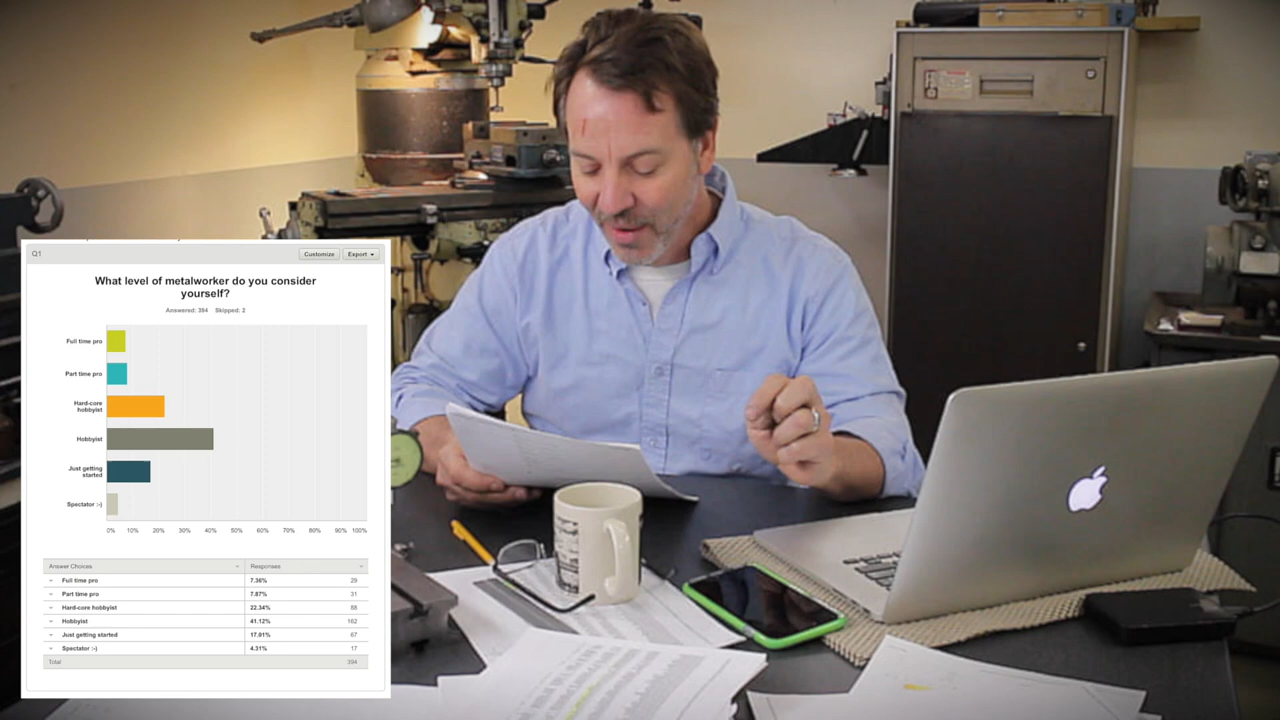 Q1
Customize
Export
What level of metalworker do you consider
yourself?
Answered: 394 Skipped: 2
Full time pro
Part time pro
Hard-core
hobbyist
Hobbyist
Just getting
started
Spectator :-)
0% 10% 20% 30% 40% 50% 60% 70% 80% 90% 100%
Answer Choices Responses
Full time pro 7.36% 29
Part time pro 7.87% 31
Hard-core hobbyist 22.34% 88
Hobbyist 41.12% 162
Just getting started 17.01% 67
Spectator :-) 4.31% 17
Total 394